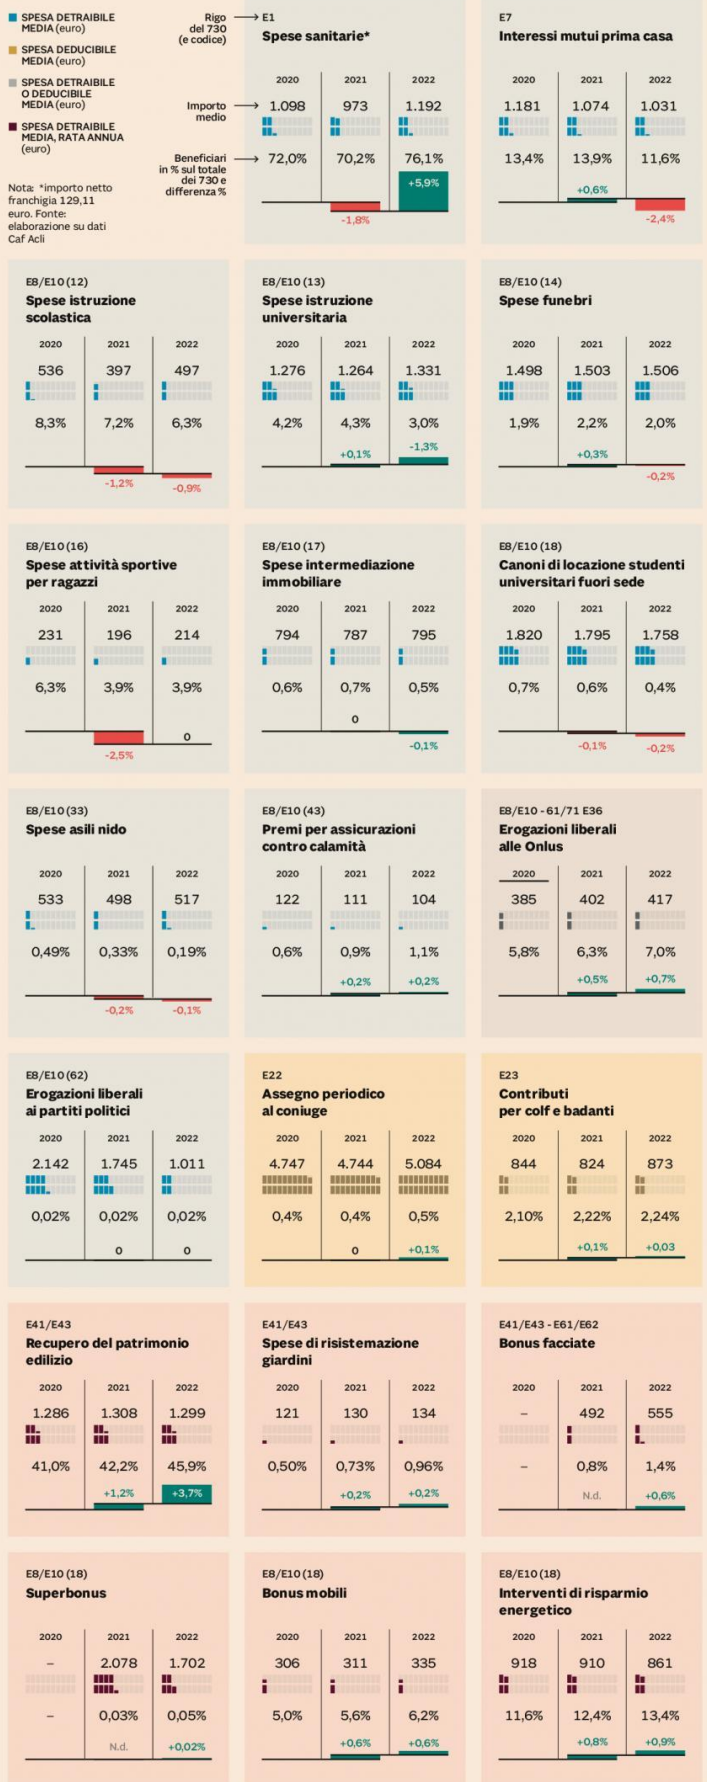 SPESA DETRAIBILE
MEDIA (euro)
SPESA DEDUCIBILE
MEDIA (euro)
SPESA DETRAIBILE
O DEDUCIBILE
MEDIA (euro)
SPESA DETRAIBILE
MEDIA, RATA ANNUA
(euro)
Nota: *importo netto
franchigia 129,11
euro. Fonte:
elaborazione su dati
Caf Acli
Rigo
del 730
(e codice)
Importo
medio
Beneficiari
in % sul totale
dei 730 e
differenza %
E1
Spese sanitarie*
2020 2021 2022
1.098 973 1.192
72,0% 70,2% 76,1%
+5,9%
-1,8%
E7
Interessi mutui prima casa
2020 2021 2022
1.181 1.074 1.031
13,4% 13,9% 11,6%
+0,6%
-2,4%
E8/E10 (12)
Spese istruzione
scolastica
2020 2021 2022
536 397 497
8,3% 7,2% 6,3%
-1,2% -0,9%
E8/E10 (13)
Spese istruzione
universitaria
2020 2021 2022
1.276 1.264 1.331
4,2% 4,3% 3,0%
+0,1% -1,3%
E8/E10 (14)
Spese funebri
2020 2021 2022
1.498 1.503 1.506
1,9% 2,2% 2,0%
+0,3%
-0,2%
E8/E10 (16)
Spese attività sportive
per ragazzi
2020 2021 2022
231 196 214
6,3% 3,9% 3,9%
0
-2,5%
E8/E10 (17)
Spese intermediazione
immobiliare
2020 2021 2022
794 787 795
0,6% 0,7% 0,5%
0
-0,1%
E8/E10 (18)
Canoni di locazione studenti
universitari fuori sede
2020 2021 2022
1.820 1.795 1.758
0,7% 0,6% 0,4%
-0,1% -0,2%
E8/E10 (33)
Spese asili nido
2020 2021 2022
533 498 517
0,49% 0,33% 0,19%
-0,2% -0,1%
E8/E10 (43)
Premi per assicurazioni
contro calamità
2020 2021 2022
122 111 104
0,6% 0,9% 1,1%
+0,2% +0,2%
E8/E10 - 61/71 E36
Erogazioni liberali
alle Onlus
2020 2021 2022
385 402 417
5,8% 6,3% 7,0%
+0,5% +0,7%
E8/E10 (62)
Erogazioni liberali
ai partiti politici
2020 2021 2022
2.142 1.745 1.011
0,02% 0,02% 0,02%
0 0
E22
Assegno periodico
al coniuge
2020 2021 2022
4.747 4.744 5.084
0,4% 0,4% 0,5%
0 +0,1%
E23
Contributi
per colf e badanti
2020 2021 2022
844 824 873
2,10% 2,22% 2,24%
+0,1% +0,03
E41/E43
Recupero del patrimonio
edilizio
2020 2021 2022
1.286 1.308 1.299
41,0% 42,2% 45,9%
+1,2% +3,7%
E41/E43
Spese di risistemazione
giardini
2020 2021 2022
121 130 134
0,50% 0,73% 0,96%
+0,2% +0,2%
E41/E43 - E61/E62
Bonus facciate
2020 2021 2022
– 492 555
– 0,8% 1,4%
N.d. +0,6%
E8/E10 (18)
Superbonus
2020 2021 2022
– 2.078 1.702
– 0,03% 0,05%
N.d. +0,02%
E8/E10 (18)
Bonus mobili
2020 2021 2022
306 311 335
5,0% 5,6% 6,2%
+0,6% +0,6%
E8/E10 (18)
Interventi di risparmio
energetico
2020 2021 2022
918 910 861
11,6% 12,4% 13,4%
+0,8% +0,9%